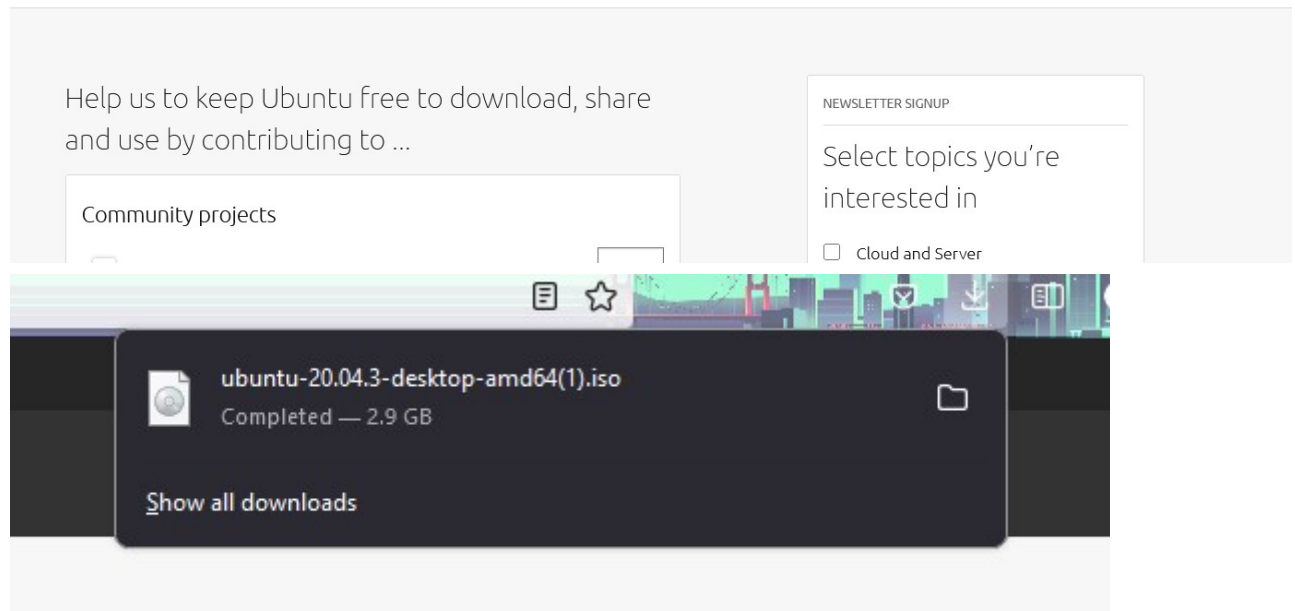 Help us to keep Ubuntu free to download, share
and use by contributing to ...
Community projects
NEWSLETTER SIGNUP
Select topics you're
interested in
Cloud and Server
ubuntu-20.04.3-desktop-amd64(1).iso
Completed — 2.9 GB
Show all downloads